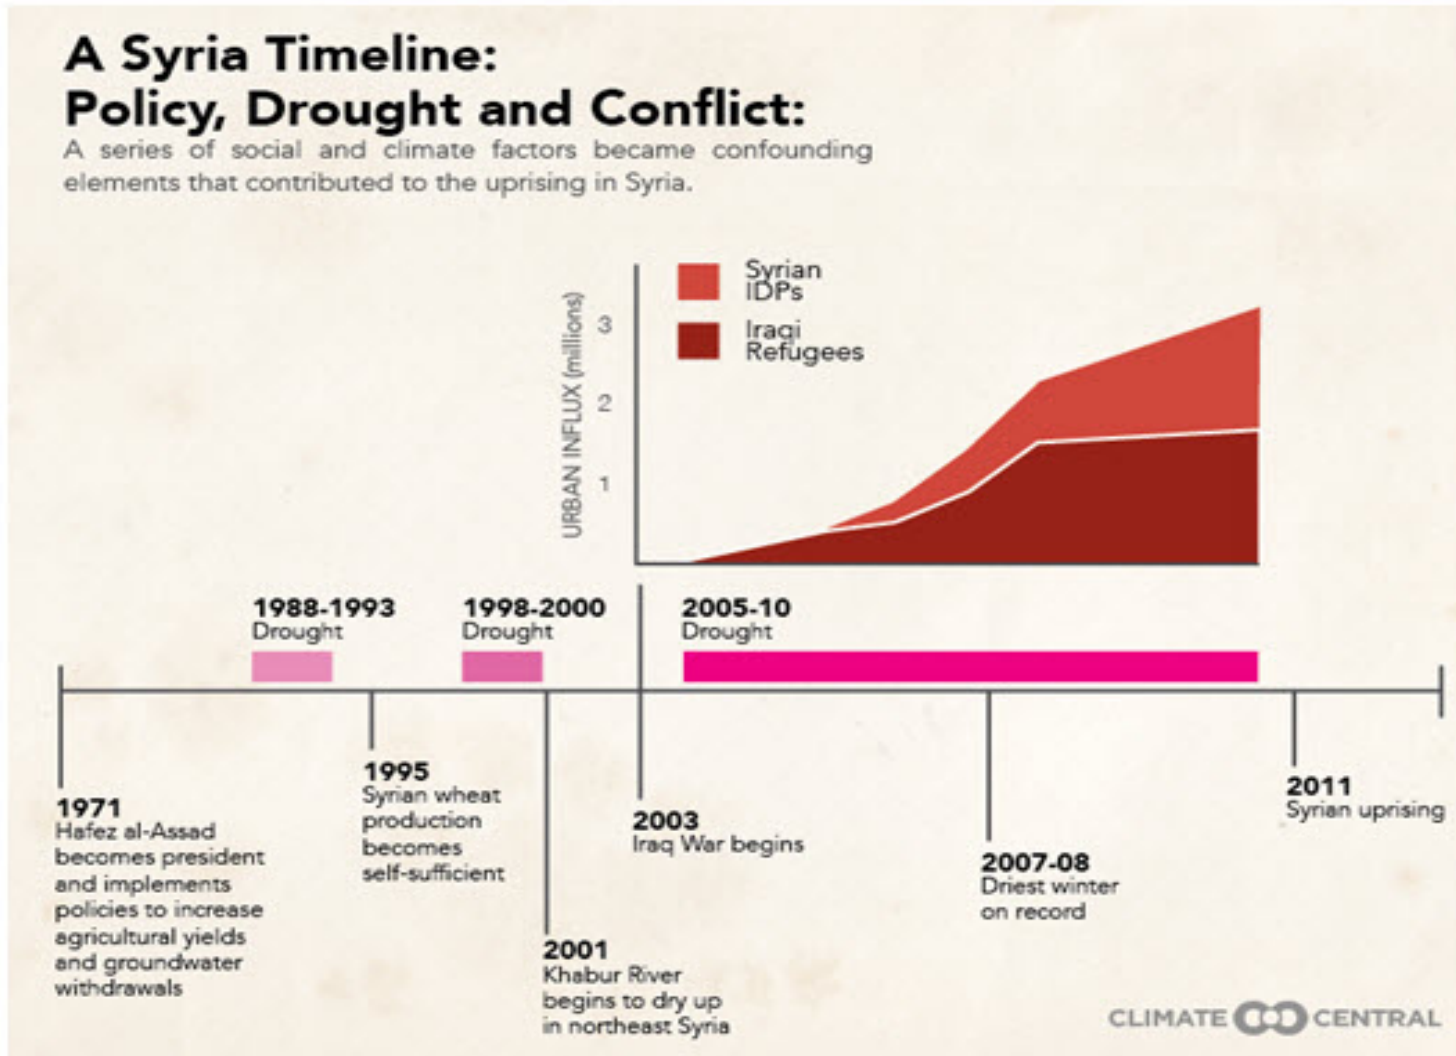 A Syria Timeline:
Policy, Drought and Conflict:
A series of social and climate factors became confounding
elements that contributed to the uprising in Syria.
URBAN INFLUX (millions)
3
2
1
Syrian
IDPs
Iraqi
Refugees
1988-1993
Drought
1998-2000
Drought
2005-10
Drought
1971
Hafez al-Assad
becomes president
and implements
policies to increase
agricultural yields
and groundwater
withdrawals
1995
Syrian wheat
production
becomes
self-sufficient
2001
Khabur River
begins to dry up
in northeast Syria
2003
Iraq War begins
2007-08
Driest winter
on record
2011
Syrian uprising
CLIMATE CENTRAL